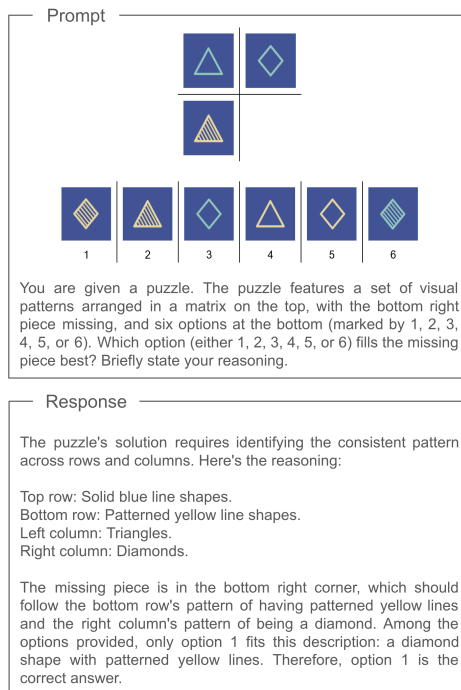 Prompt
1 2 3 4 5 6
You are given a puzzle. The puzzle features a set of visual
patterns arranged in a matrix on the top, with the bottom right
piece missing, and six options at the bottom (marked by 1, 2, 3,
4, 5, or 6). Which option (either 1, 2, 3, 4, 5, or 6) fills the missing
piece best? Briefly state your reasoning.
Response
The puzzle's solution requires identifying the consistent pattern
across rows and columns. Here's the reasoning:
Top row: Solid blue line shapes.
Bottom row: Patterned yellow line shapes.
Left column: Triangles.
Right column: Diamonds.
The missing piece is in the bottom right corner, which should
follow the bottom row's pattern of having patterned yellow lines
and the right column's pattern of being a diamond. Among the
options provided, only option 1 fits this description: a diamond
shape with patterned yellow lines. Therefore, option 1 is the
correct answer.